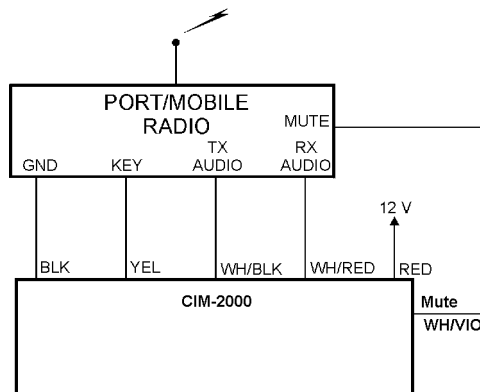 PORT/MOBILE
RADIO
MUTE
TX
RX
GND
KEY
AUDIO
AUDIO
12 V
BLK
YEL
WH/BLK
WH/RED
RED
CIM-2000
Mute
WH/VIO